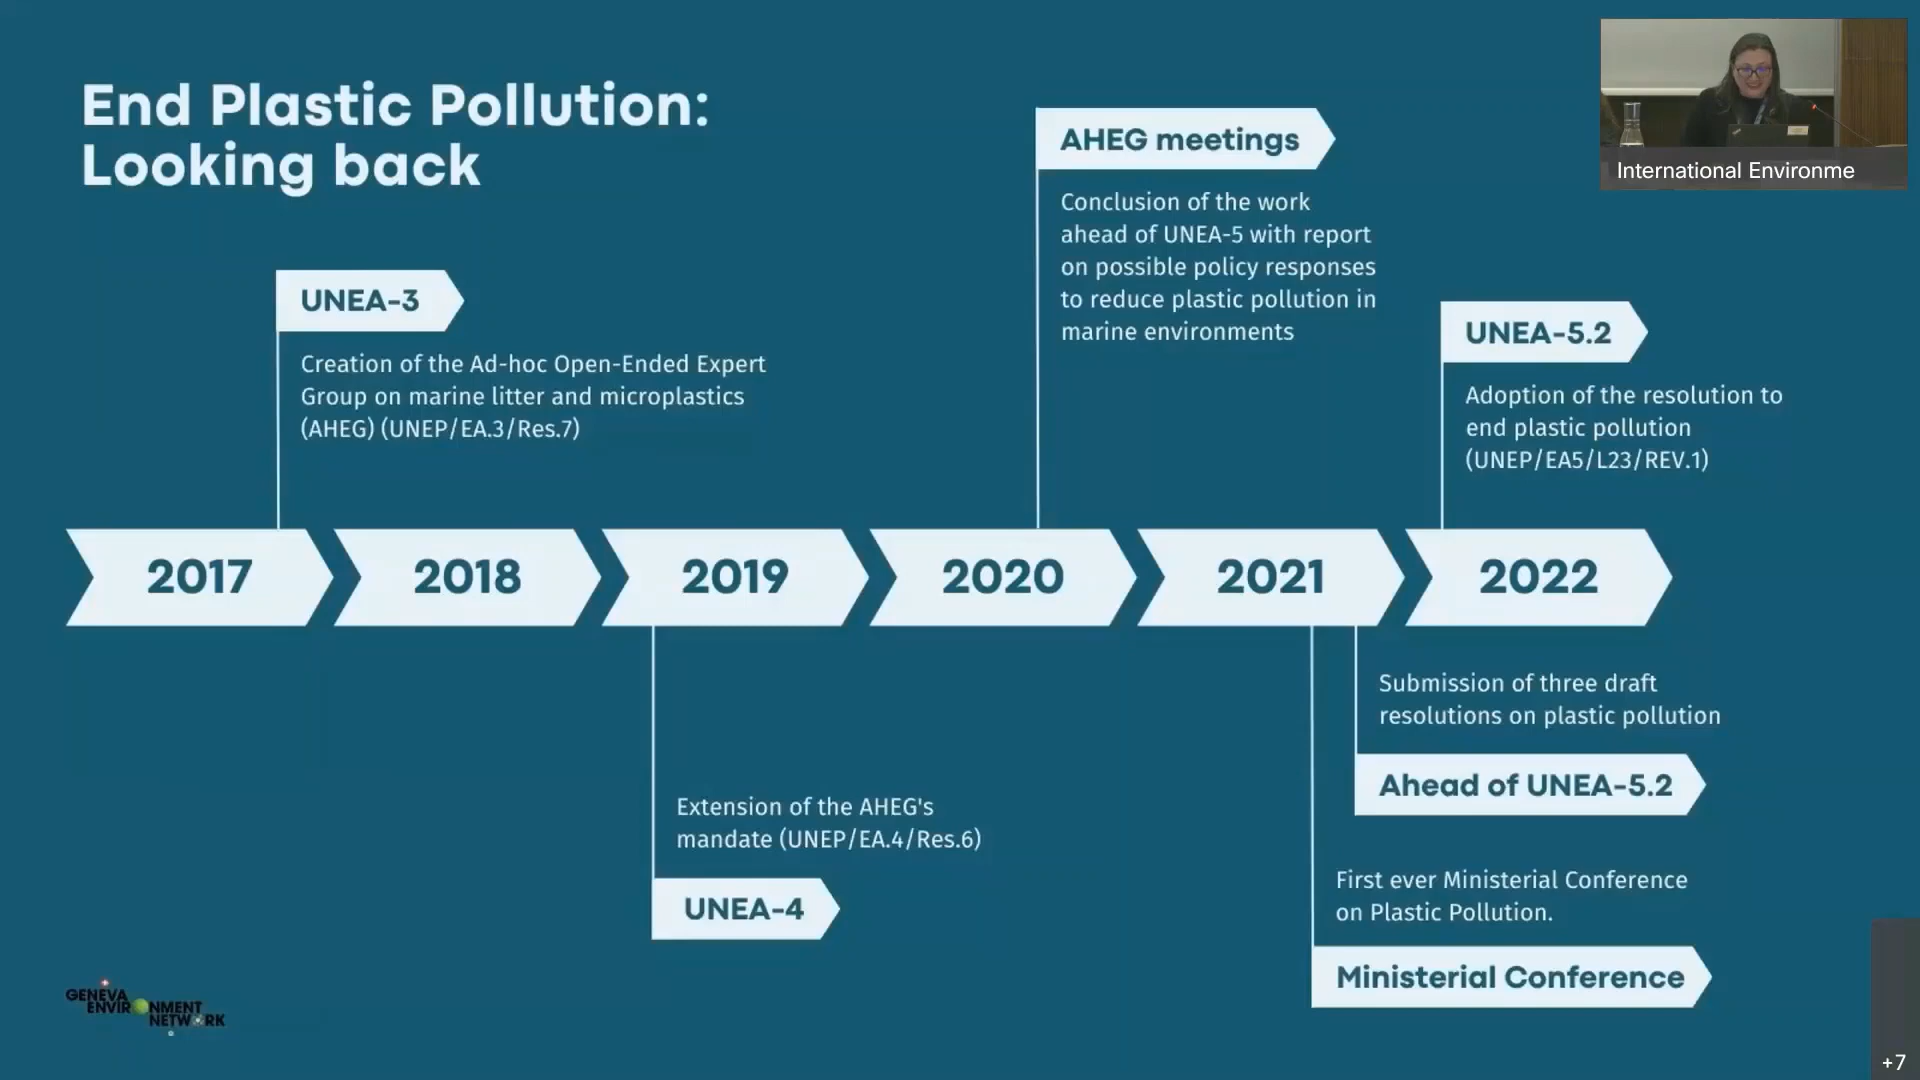 End Plastic Pollution:
Looking back
International Environme
AHEG meetings
Conclusion of the work
ahead of UNEA-5 with report
on possible policy responses
to reduce plastic pollution in
marine environments
UNEA-3
Creation of the Ad-hoc Open-Ended Expert
Group on marine litter and microplastics
(AHEG) (UNEP/EA.3/Res.7)
UNEA-5.2
Adoption of the resolution to
end plastic pollution
(UNEP/EA5/L23/REV.1)
2017
2018
2019
2020
2021
2022
Submission of three draft
resolutions on plastic pollution
Ahead of UNEA-5.2
Extension of the AHEG's
mandate (UNEP/EA.4/Res.6)
UNEA-4
First ever Ministerial Conference
on Plastic Pollution.
Ministerial Conference
GENEVA
ENVIRONMENT
NETWORK
+7